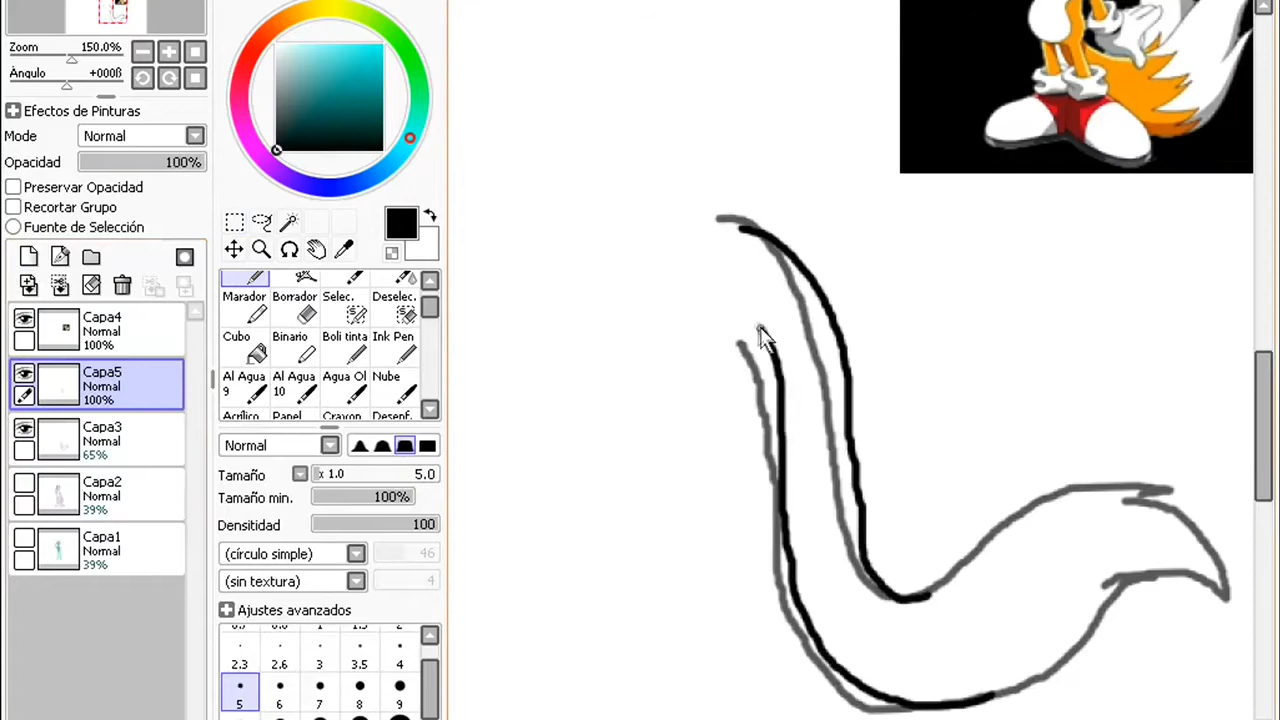 Zoom 150.0%
Àngulo +000ß
Efectos de Pinturas
Mode Normal
Opacidad 100%
Preservar Opacidad
Recortar Grupo
Fuente de Selección
Capa4
Normal
100%
Capa5
Normal
100%
Capa3
Normal
65%
Capa2
Normal
39%
Capa1
Normal
39%
Marador Borrador Selec. Deselec.
Cubo Binario Boli tinta Ink Pen
Al Agua 9 Al Agua 10 Agua Ol Nube
Acrílico Panel Crayon Desenf.
Normal
Tamaño x 1.0 5.0
Tamaño min. 100%
Densitidad 100
(círculo simple) 46
(sin textura) 4
Ajustes avanzados
2.3 2.6 3 3.5 4
5 6 7 8 9